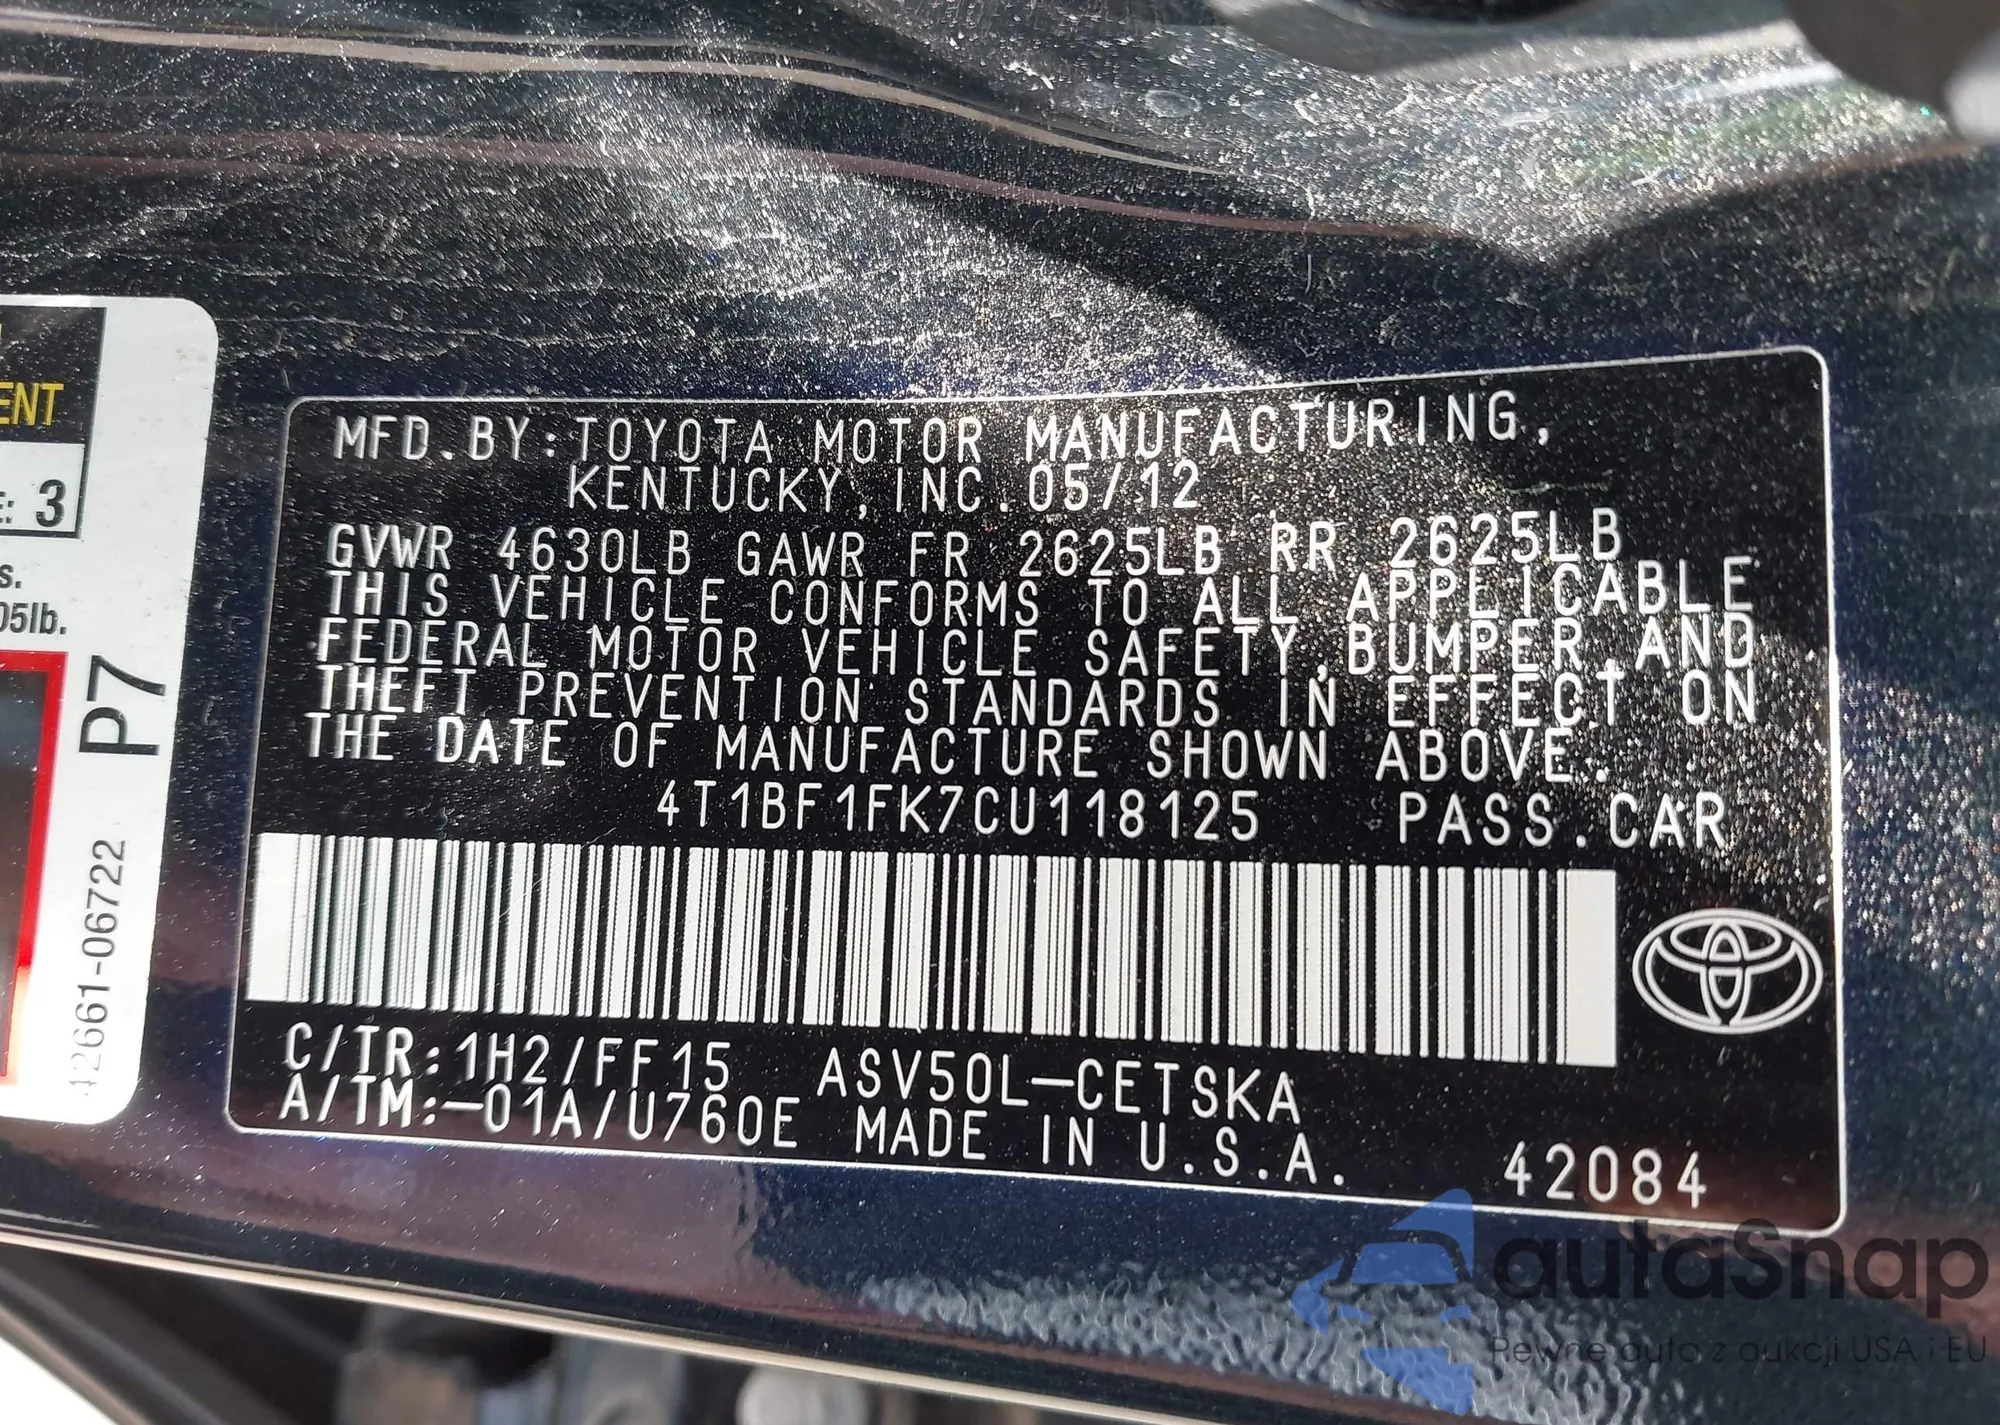 ENT
E: 3
s.
05lb.
P7
42661-06722
MFD.BY:TOYOTA MOTOR MANUFACTURING,
KENTUCKY, INC. 05/12
GVWR 4630LB GAWR FR 2625LB RR 2625LB
THIS VEHICLE CONFORMS TO ALL APPLICABLE
FEDERAL MOTOR VEHICLE SAFETY,BUMPER,AND
THEFT PREVENTION STANDARDS IN EFFECT ON
THE DATE OF MANUFACTURE SHOWN ABOVE.
4T1BF1FK7CU118125 PASS.CAR
C/TR:1H2/FF15 ASV50L-CETSKA
A/TM:-01A/U760E MADE IN U.S.A.
42084
autaSnap
Pewne auto z aukcji USA i EU